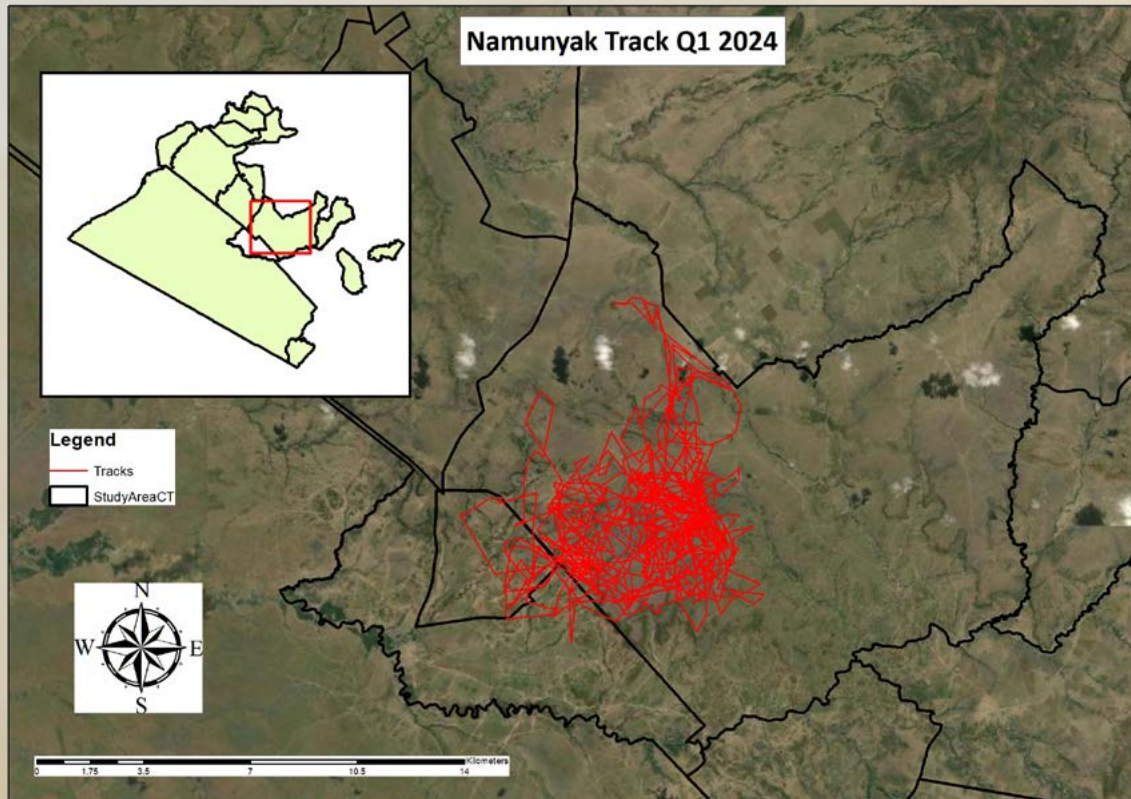 Namunyak Track Q1 2024
Legend
Tracks
StudyAreaCT
N
W E
S
Kilometers
0 1.75 3.5 7 10.5 14